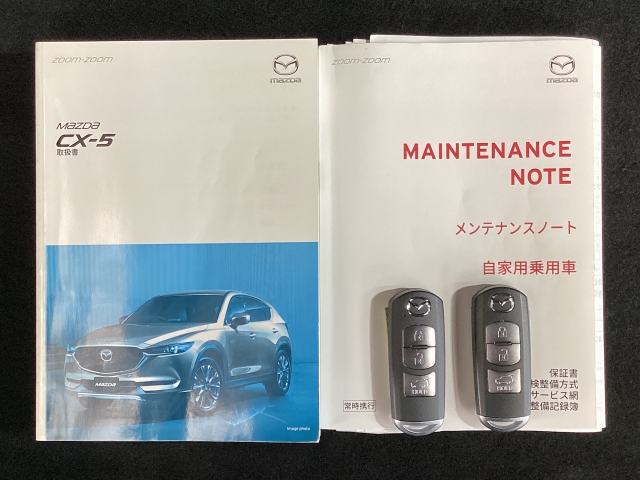 zoom-zoom
mazda
mazda
CX-5
取扱書
mazda
Image photo
zoom-zoom
mazda
MAINTENANCE
NOTE
メンテナンスノート
自家用乗用車
保証書
検整備方式
サービス網
整備記録簿
常時携行